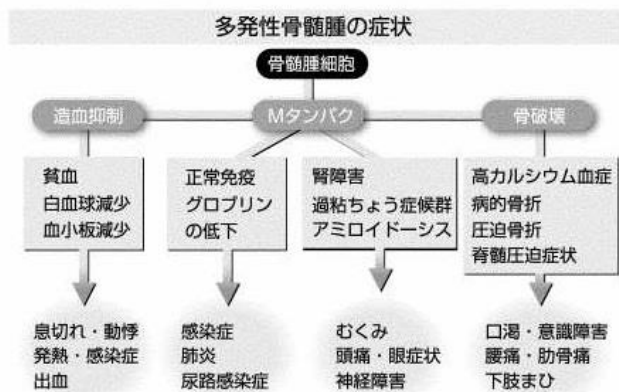 多発性骨髄腫の症状
骨髄腫細胞
造血抑制
Mタンパク
骨破壊
貧血
白血球減少
血小板減少
正常免疫
グロブリン
の低下
腎障害
過粘ちょう症候群
アミロイドーシス
高カルシウム血症
病的骨折
圧迫骨折
脊髄圧迫症状
息切れ・動悸
発熱・感染症
出血
感染症
肺炎
尿路感染症
むくみ
頭痛・眼症状
神経障害
口渇・意識障害
腰痛・肋骨痛
下肢まひ